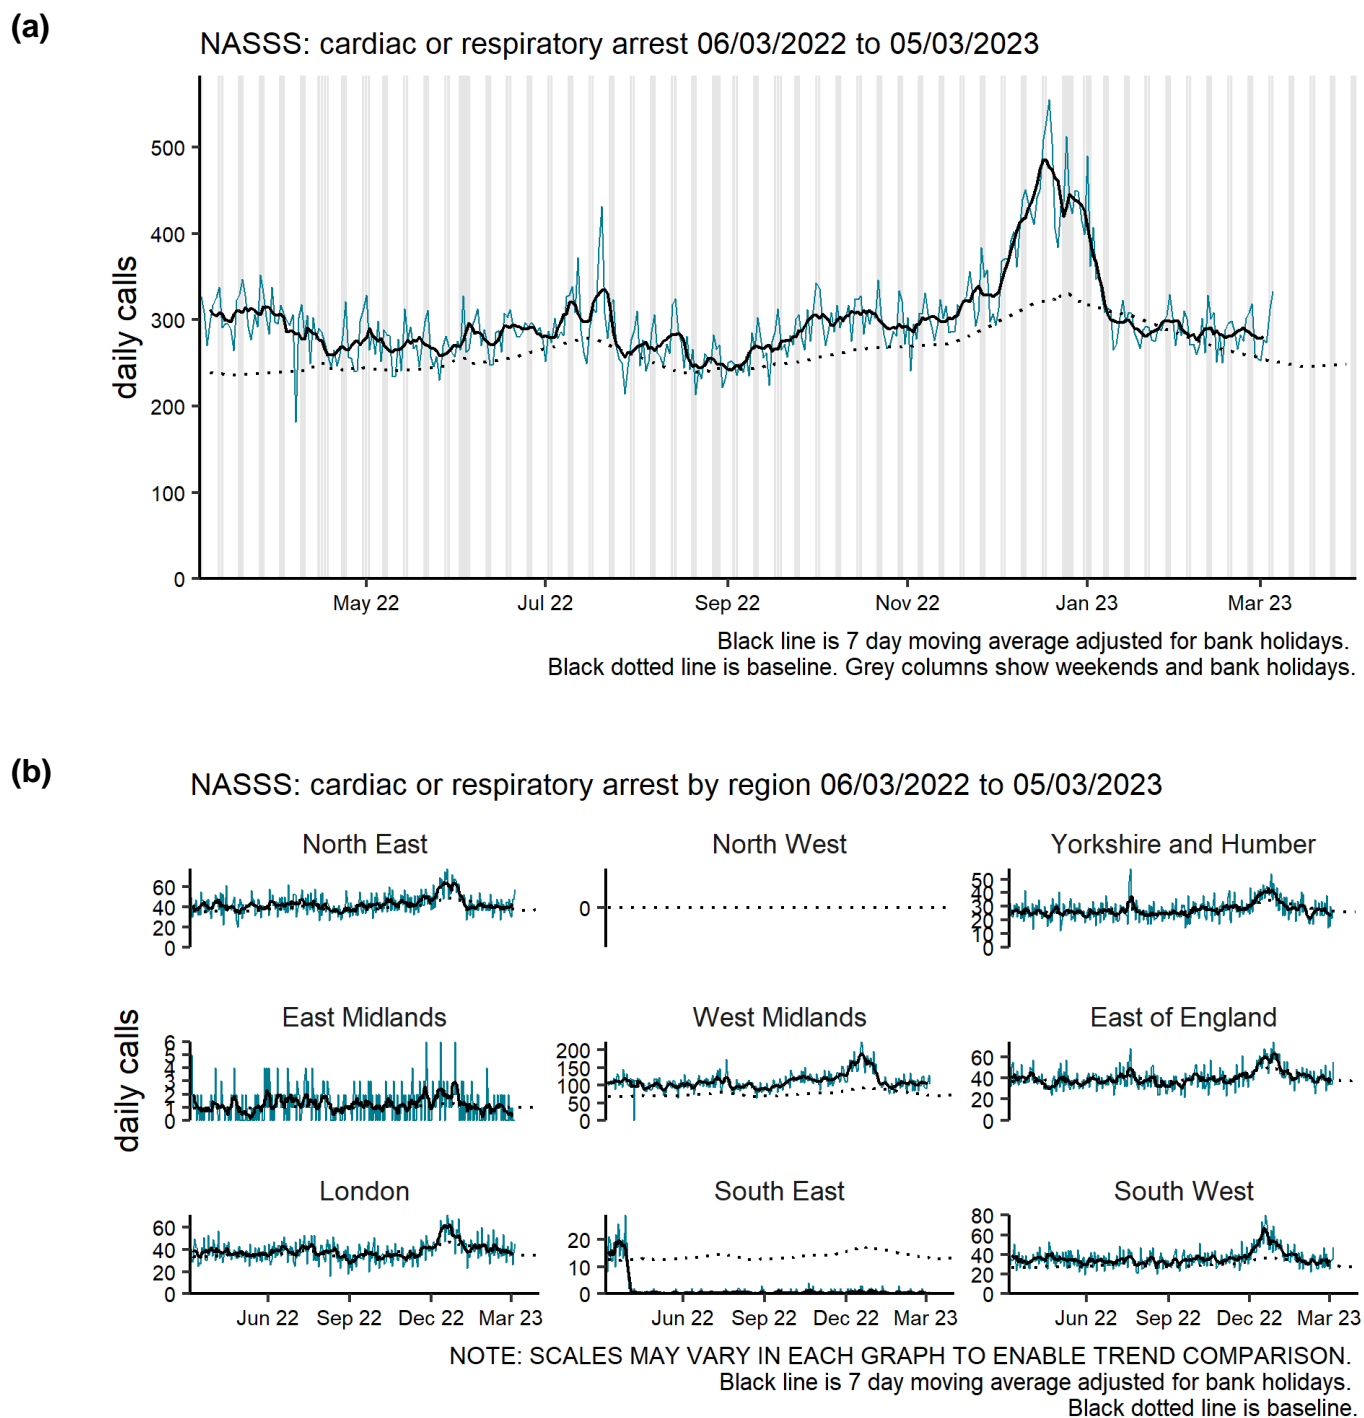 (a)
NASSS: cardiac or respiratory arrest 06/03/2022 to 05/03/2023
daily calls
500
400
300
200
100
0
May 22
Jul 22
Sep 22
Nov 22
Jan 23
Mar 23
Black line is 7 day moving average adjusted for bank holidays.
Black dotted line is baseline. Grey columns show weekends and bank holidays.
(b)
NASSS: cardiac or respiratory arrest by region 06/03/2022 to 05/03/2023
daily calls
North East
60
40
20
0
North West
0
Yorkshire and Humber
50
40
30
20
10
0
East Midlands
6
5
4
3
2
1
0
West Midlands
200
150
100
50
0
East of England
60
40
20
0
London
60
40
20
0
South East
20
10
0
South West
80
60
40
20
0
Jun 22 Sep 22 Dec 22 Mar 23
Jun 22 Sep 22 Dec 22 Mar 23
Jun 22 Sep 22 Dec 22 Mar 23
NOTE: SCALES MAY VARY IN EACH GRAPH TO ENABLE TREND COMPARISON.
Black line is 7 day moving average adjusted for bank holidays.
Black dotted line is baseline.